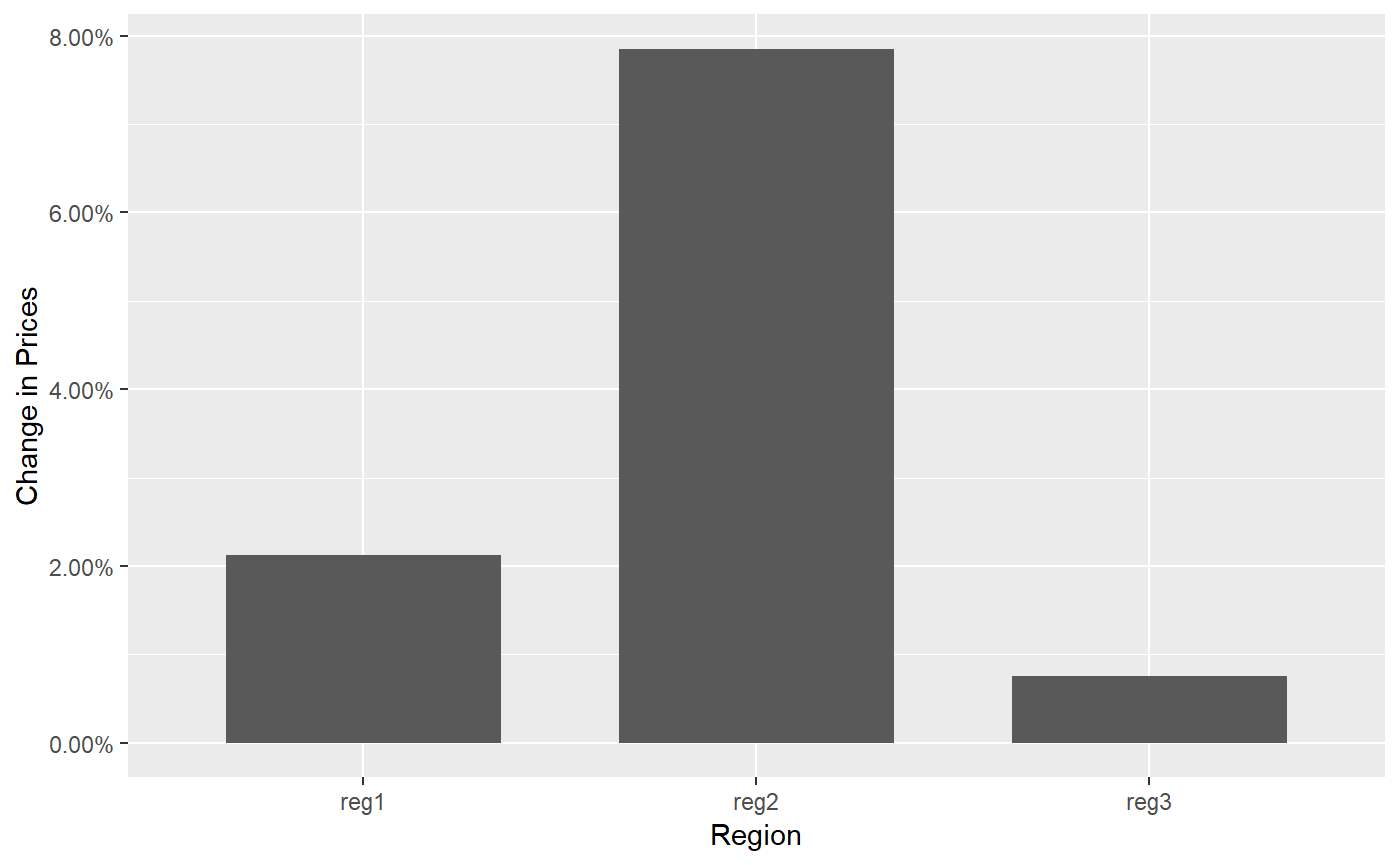 8.00%
6.00%
4.00%
2.00%
0.00%
Change in Prices
reg1
reg2
reg3
Region